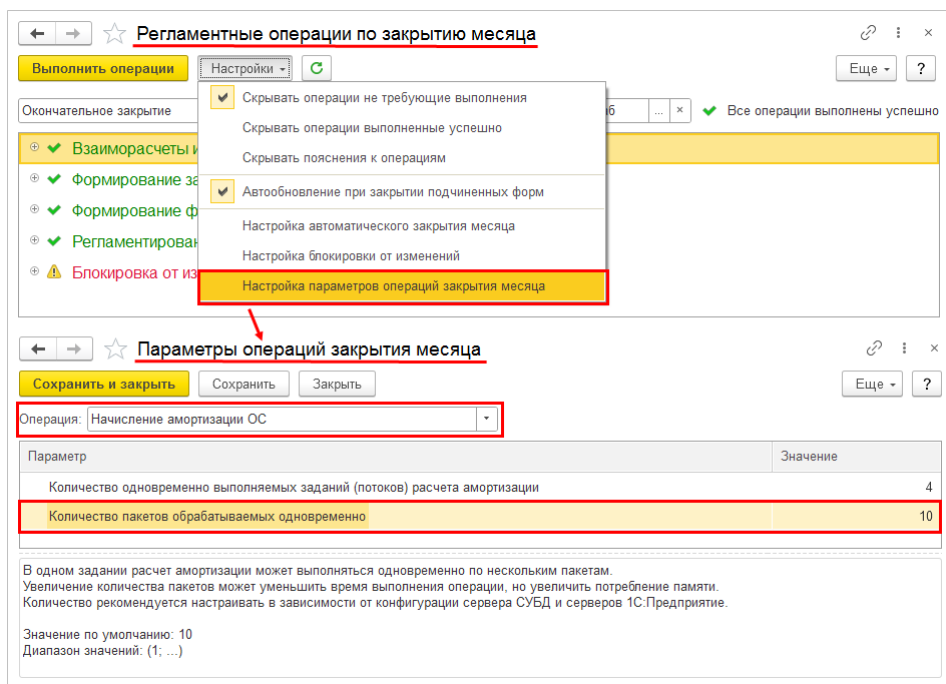 Регламентные операции по закрытию месяца
Выполнить операции Настройки Еще ?
Окончательное закрытие ... × Все операции выполнены успешно
Скрывать операции не требующие выполнения
Скрывать операции выполненные успешно
Взаиморасчеты и
Скрывать пояснения к операциям
Формирование за
Автообновление при закрытии подчиненных форм
Формирование ф
Настройка автоматического закрытия месяца
Регламентирован
Настройка блокировки от изменений
Блокировка от из
Настройка параметров операций закрытия месяца
Параметры операций закрытия месяца
Сохранить и закрыть Сохранить Закрыть Еще ?
Операция: Начисление амортизации ОС
Параметр Значение
Количество одновременно выполняемых заданий (потоков) расчета амортизации 4
Количество пакетов обрабатываемых одновременно 10
В одном задании расчет амортизации может выполняться одновременно по нескольким пакетам.
Увеличение количества пакетов может уменьшить время выполнения операции, но увеличить потребление памяти.
Количество рекомендуется настраивать в зависимости от конфигурации сервера СУБД и серверов 1С:Предприятие.
Значение по умолчанию: 10
Диапазон значений: (1; ...)